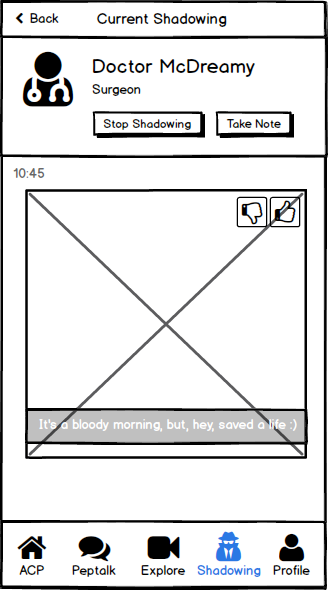 Back
Current Shadowing
Doctor McDreamy
Surgeon
Stop Shadowing
Take Note
10:45
It's a bloody morning, but, hey, saved a life :)
ACP
Peptalk
Explore
Shadowing
Profile